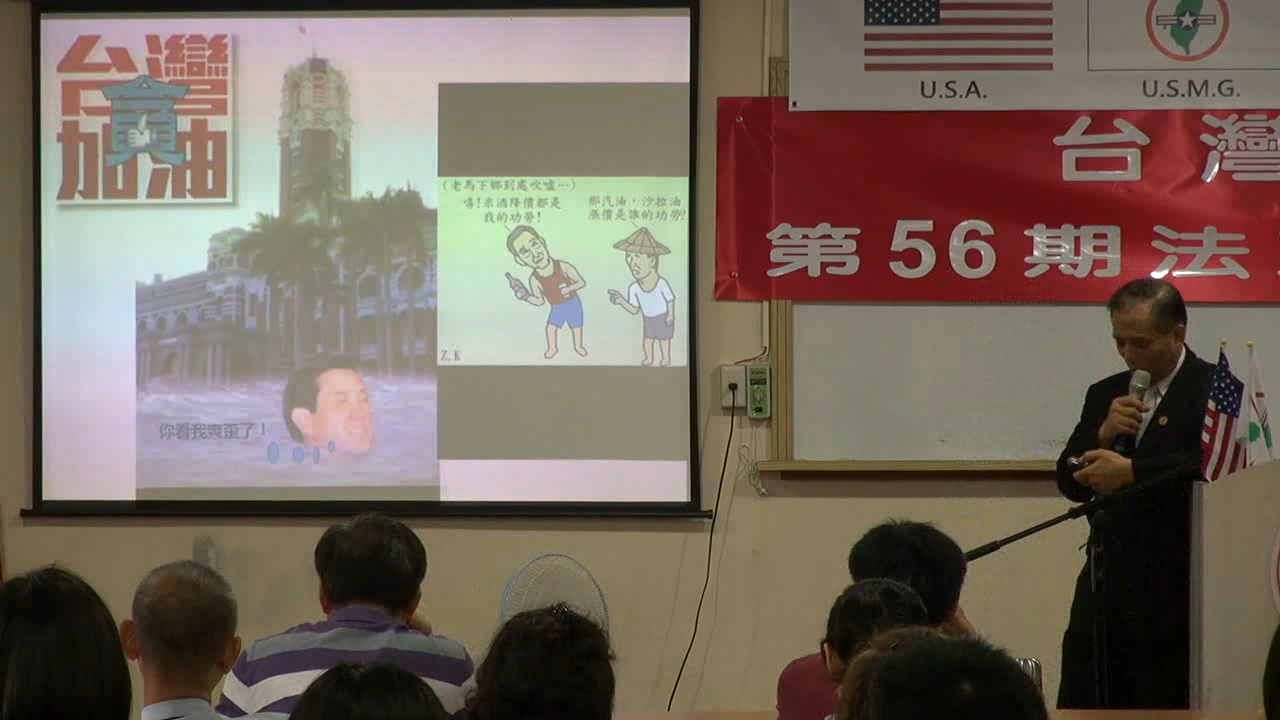 台灣
加油
(老馬下鄉到處吹噓…)
嘻!米酒降價都是
我的功勞!
那汽油，沙拉油
漲價是誰的功勞?
Z.K
你看我爽歪了!
U.S.A.
U.S.M.G.
台灣
第56期法